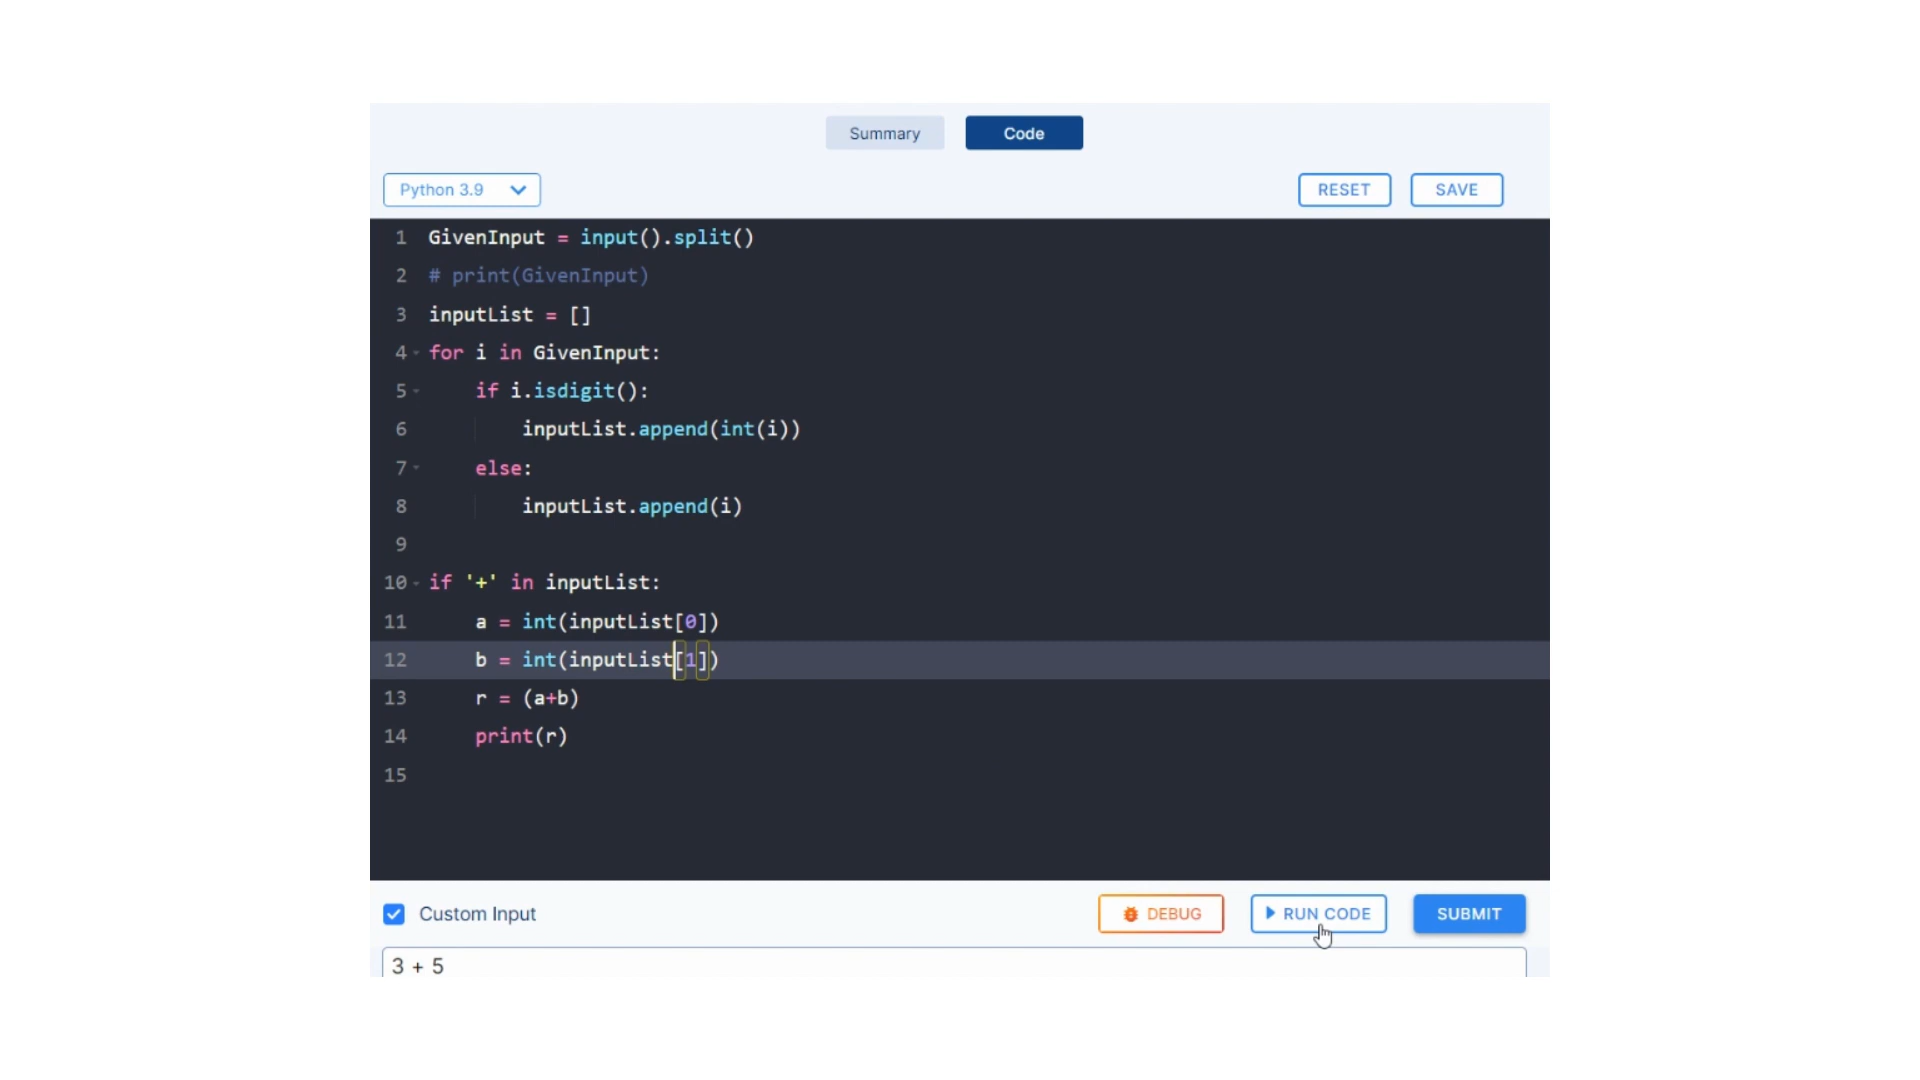 Summary Code
Python 3.9 RESET SAVE
1 GivenInput = input().split()
2 # print(GivenInput)
3 inputList = []
4 for i in GivenInput:
5     if i.isdigit():
6         inputList.append(int(i))
7     else:
8         inputList.append(i)
9
10 if '+' in inputList:
11     a = int(inputList[0])
12     b = int(inputList[1])
13     r = (a+b)
14     print(r)
15
Custom Input DEBUG RUN CODE SUBMIT
3 + 5